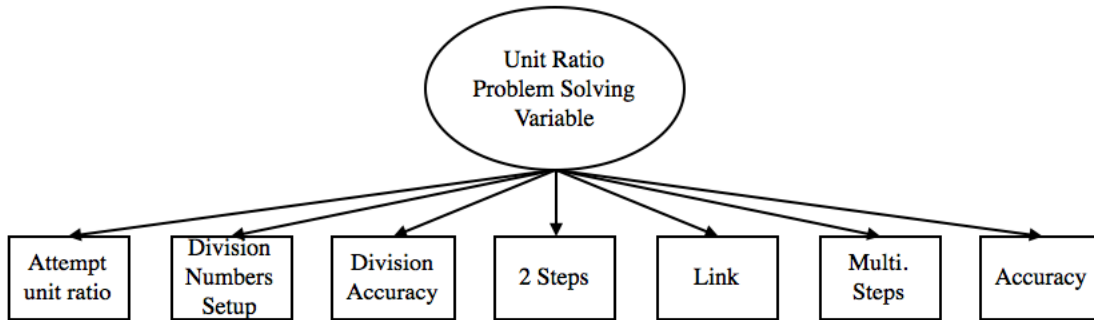 Unit Ratio
Problem Solving
Variable
Attempt
unit ratio
Division
Numbers
Setup
Division
Accuracy
2 Steps
Link
Multi.
Steps
Accuracy